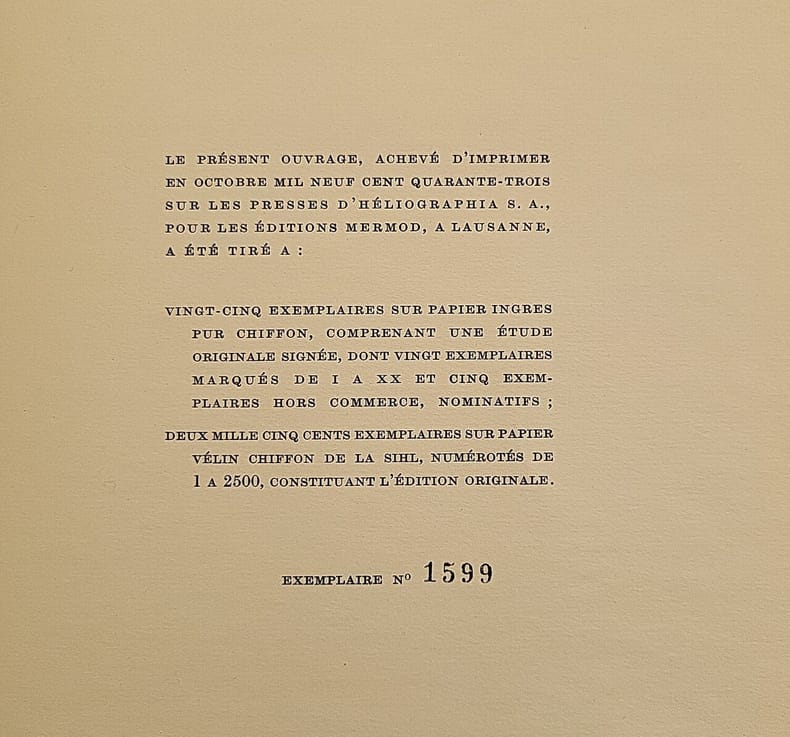 LE PRÉSENT OUVRAGE, ACHEVÉ D'IMPRIMER
EN OCTOBRE MIL NEUF CENT QUARANTE-TROIS
SUR LES PRESSES D'HÉLIOGRAPHIA S. A.,
POUR LES ÉDITIONS MERMOD, A LAUSANNE,
A ÉTÉ TIRÉ A :
VINGT-CINQ EXEMPLAIRES SUR PAPIER INGRES
PUR CHIFFON, COMPRENANT UNE ÉTUDE
ORIGINALE SIGNÉE, DONT VINGT EXEMPLAIRES
MARQUÉS DE I A XX ET CINQ EXEM-
PLAIRES HORS COMMERCE, NOMINATIFS ;
DEUX MILLE CINQ CENTS EXEMPLAIRES SUR PAPIER
VÉLIN CHIFFON DE LA SIHL, NUMÉROTÉS DE
1 A 2500, CONSTITUANT L'ÉDITION ORIGINALE.
EXEMPLAIRE Nº 1599